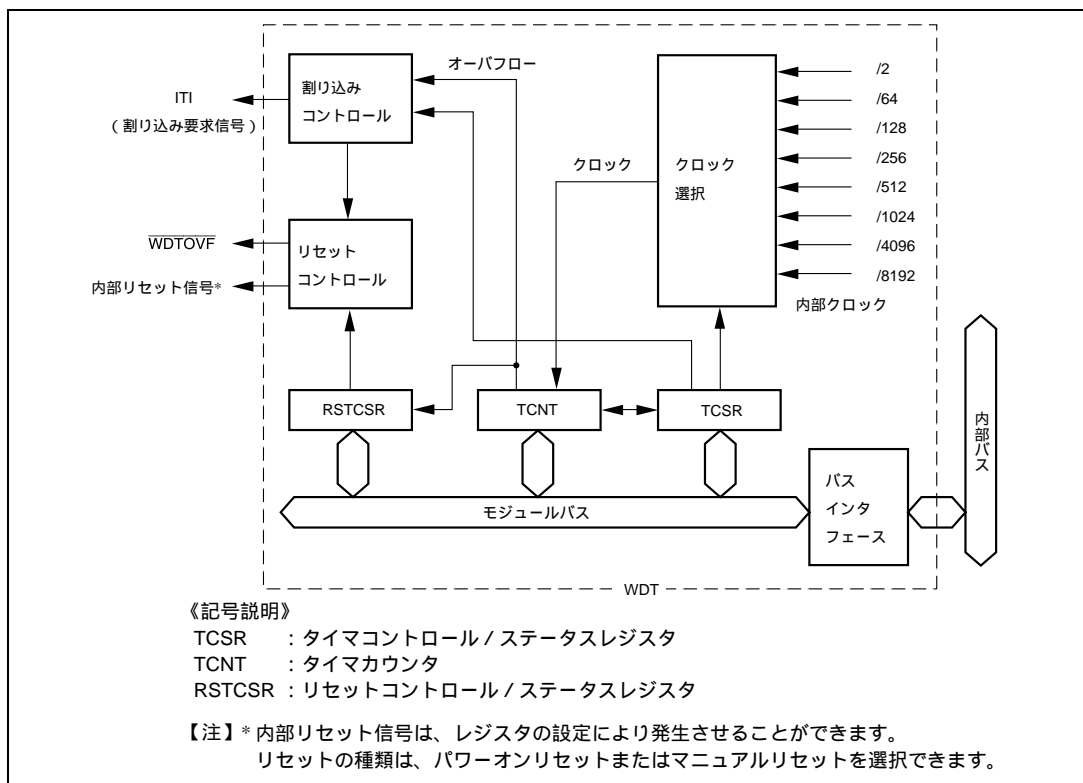 オーバフロー
割り込み
コントロール
ITI
(割り込み要求信号)
クロック
クロック
選択
/2
/64
/128
/256
/512
/1024
/4096
/8192
内部クロック
WDTOVF
内部リセット信号*
リセット
コントロール
RSTCSR
TCNT
TCSR
内部バス
バス
インタ
フェース
モジュールバス
WDT
《記号説明》
TCSR : タイマコントロール / ステータスレジスタ
TCNT : タイマカウンタ
RSTCSR : リセットコントロール / ステータスレジスタ
【注】* 内部リセット信号は、レジスタの設定により発生させることができます。
リセットの種類は、パワーオンリセットまたはマニュアルリセットを選択できます。